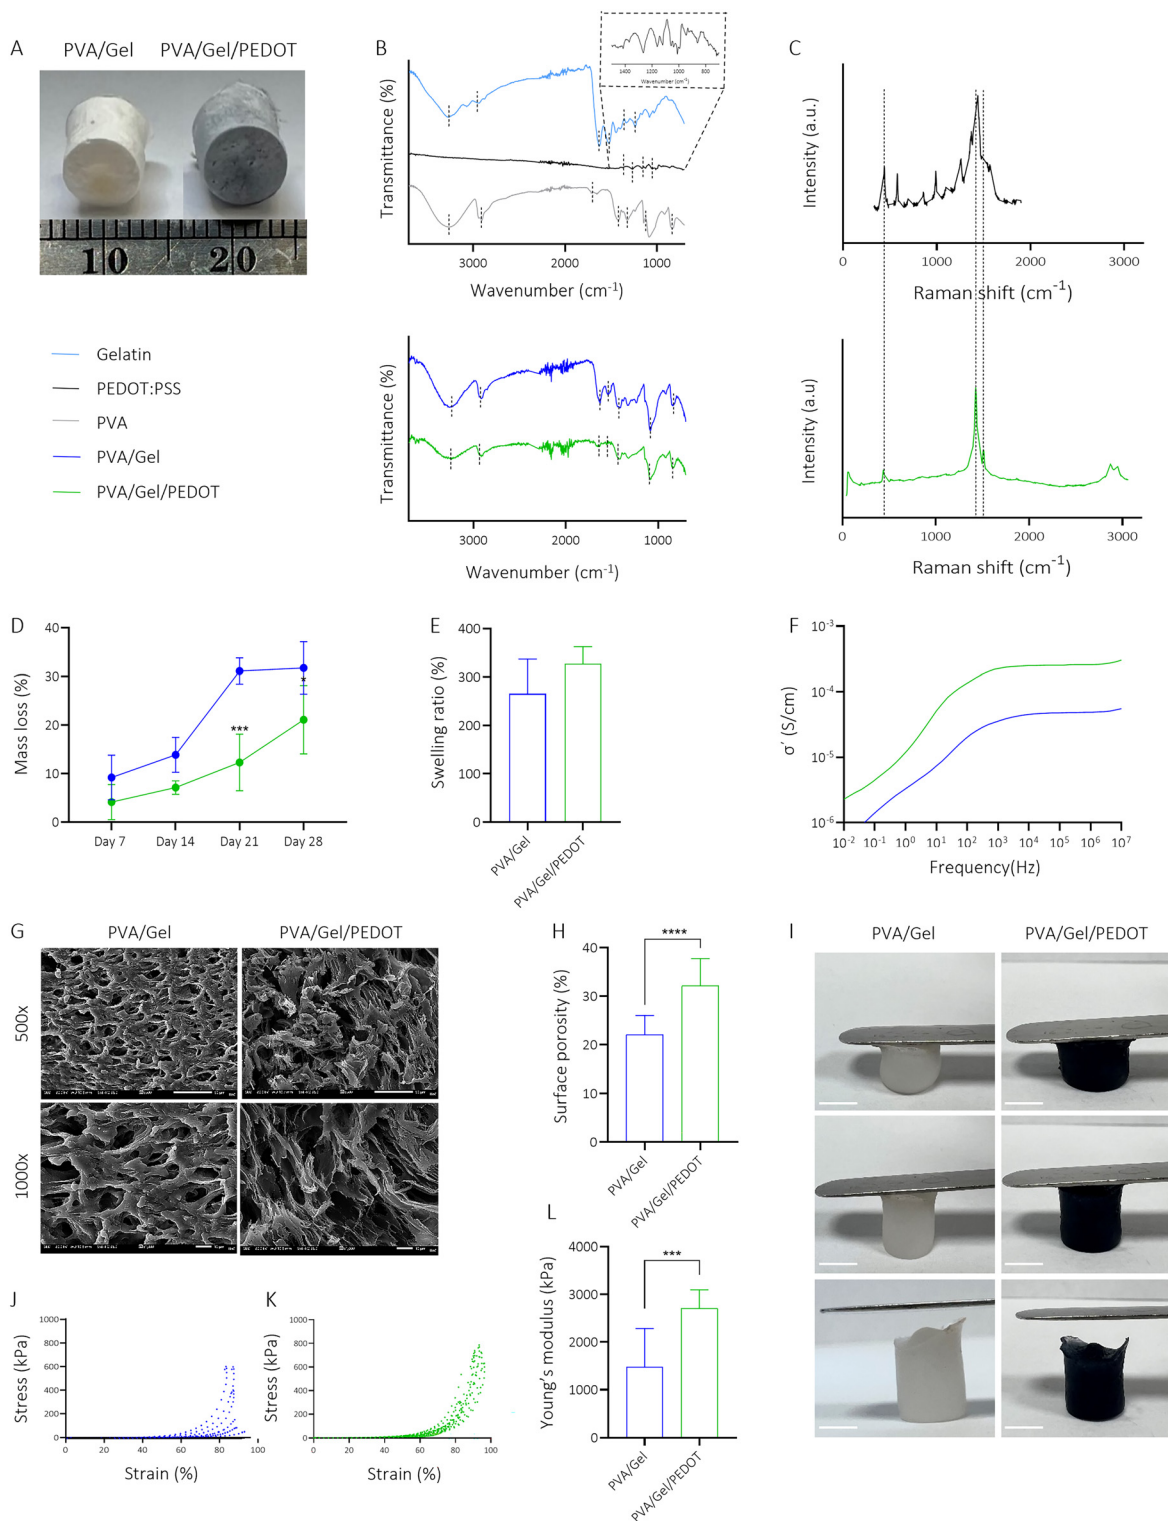 A
PVA/Gel
PVA/Gel/PEDOT
10
20
Gelatin
PEDOT:PSS
PVA
PVA/Gel
PVA/Gel/PEDOT
B
Transmittance (%)
1400
1200
1000
800
Wavenumber (cm⁻¹)
3000
2000
1000
Wavenumber (cm⁻¹)
Transmittance (%)
3000
2000
1000
Wavenumber (cm⁻¹)
C
Intensity (a.u.)
0
1000
2000
3000
Raman shift (cm⁻¹)
Intensity (a.u)
0
1000
2000
3000
Raman shift (cm⁻¹)
D
Mass loss (%)
40
30
20
10
0
***
*
Day 7
Day 14
Day 21
Day 28
E
Swelling ratio (%)
400
300
200
100
0
PVA/Gel
PVA/Gel/PEDOT
F
σ′ (S/cm)
10⁻³
10⁻⁴
10⁻⁵
10⁻⁶
10⁻²
10⁻¹
10⁰
10¹
10²
10³
10⁴
10⁵
10⁶
10⁷
Frequency(Hz)
G
PVA/Gel
PVA/Gel/PEDOT
500x
1000x
H
Surface porosity (%)
40
30
20
10
0
****
PVA/Gel
PVA/Gel/PEDOT
I
PVA/Gel
PVA/Gel/PEDOT
J
Stress (kPa)
1000
800
600
400
200
0
0
20
40
60
80
100
Strain (%)
K
Stress (kPa)
1000
800
600
400
200
0
0
20
40
60
80
100
Strain (%)
L
Young's modulus (kPa)
4000
3000
2000
1000
0
***
PVA/Gel
PVA/Gel/PEDOT